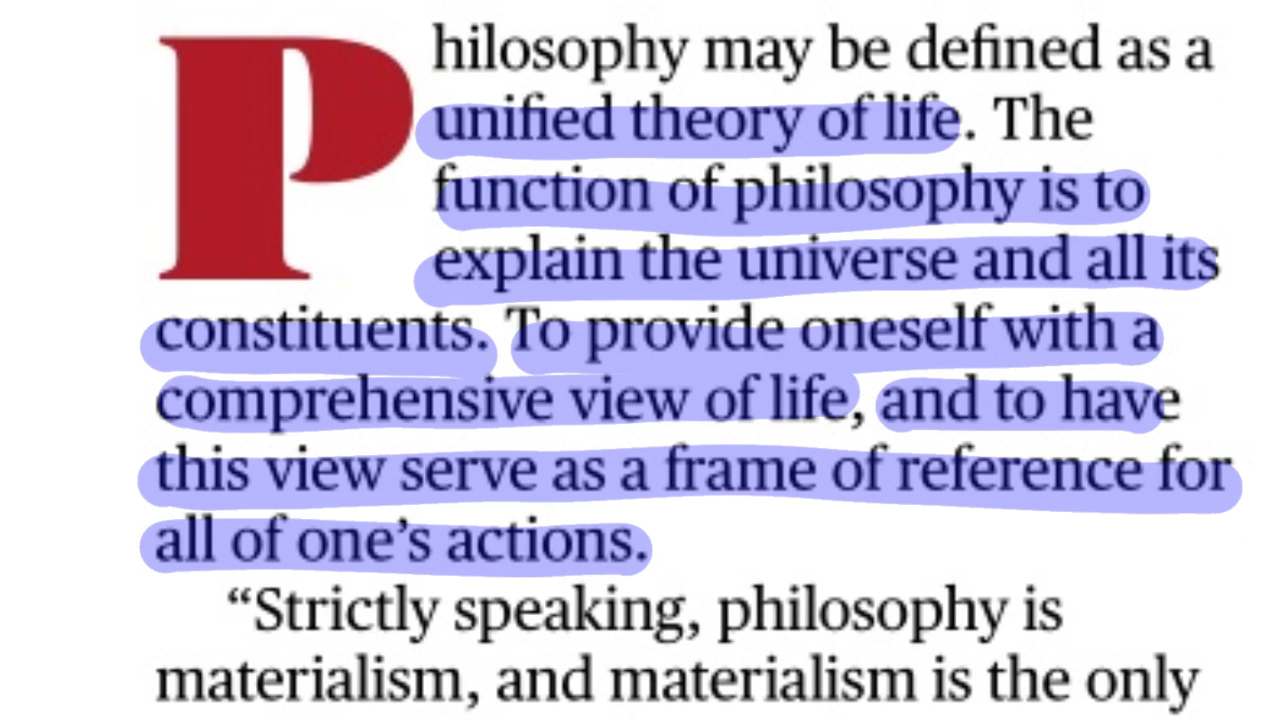 Philosophy may be defined as a
unified theory of life. The
function of philosophy is to
explain the universe and all its
constituents. To provide oneself with a
comprehensive view of life, and to have
this view serve as a frame of reference for
all of one’s actions.
“Strictly speaking, philosophy is
materialism, and materialism is the only